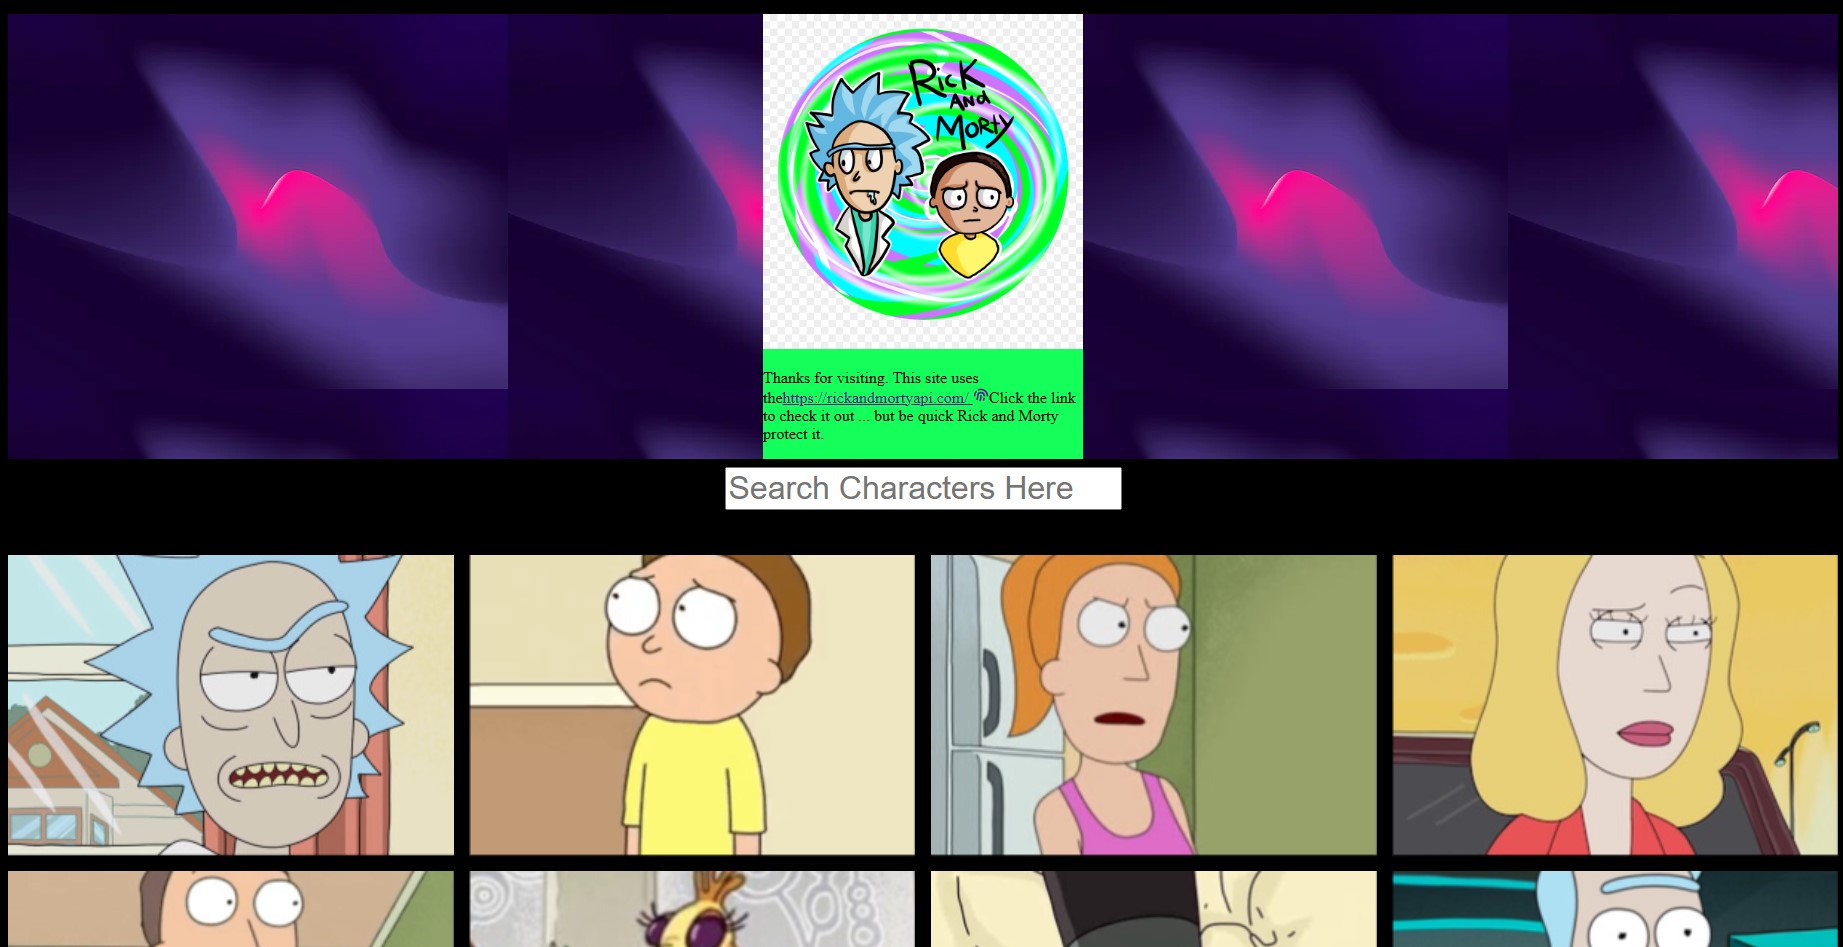 Rick
And
Morty
Thanks for visiting. This site uses
thehttps://rickandmortyapi.com/ Click the link
to check it out ... but be quick Rick and Morty
protect it.
Search Characters Here